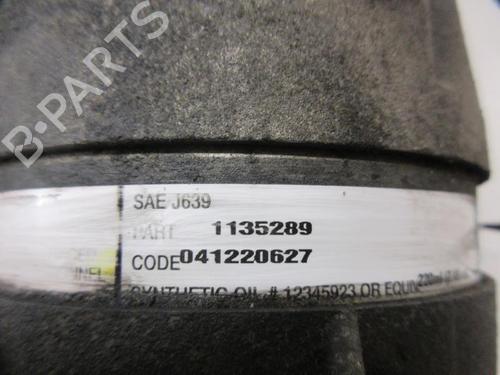 B-PARTS
SAE J639
PART 1135289
CODE 041220627
SYNTHETIC OIL # 12345923 OR EQUIV